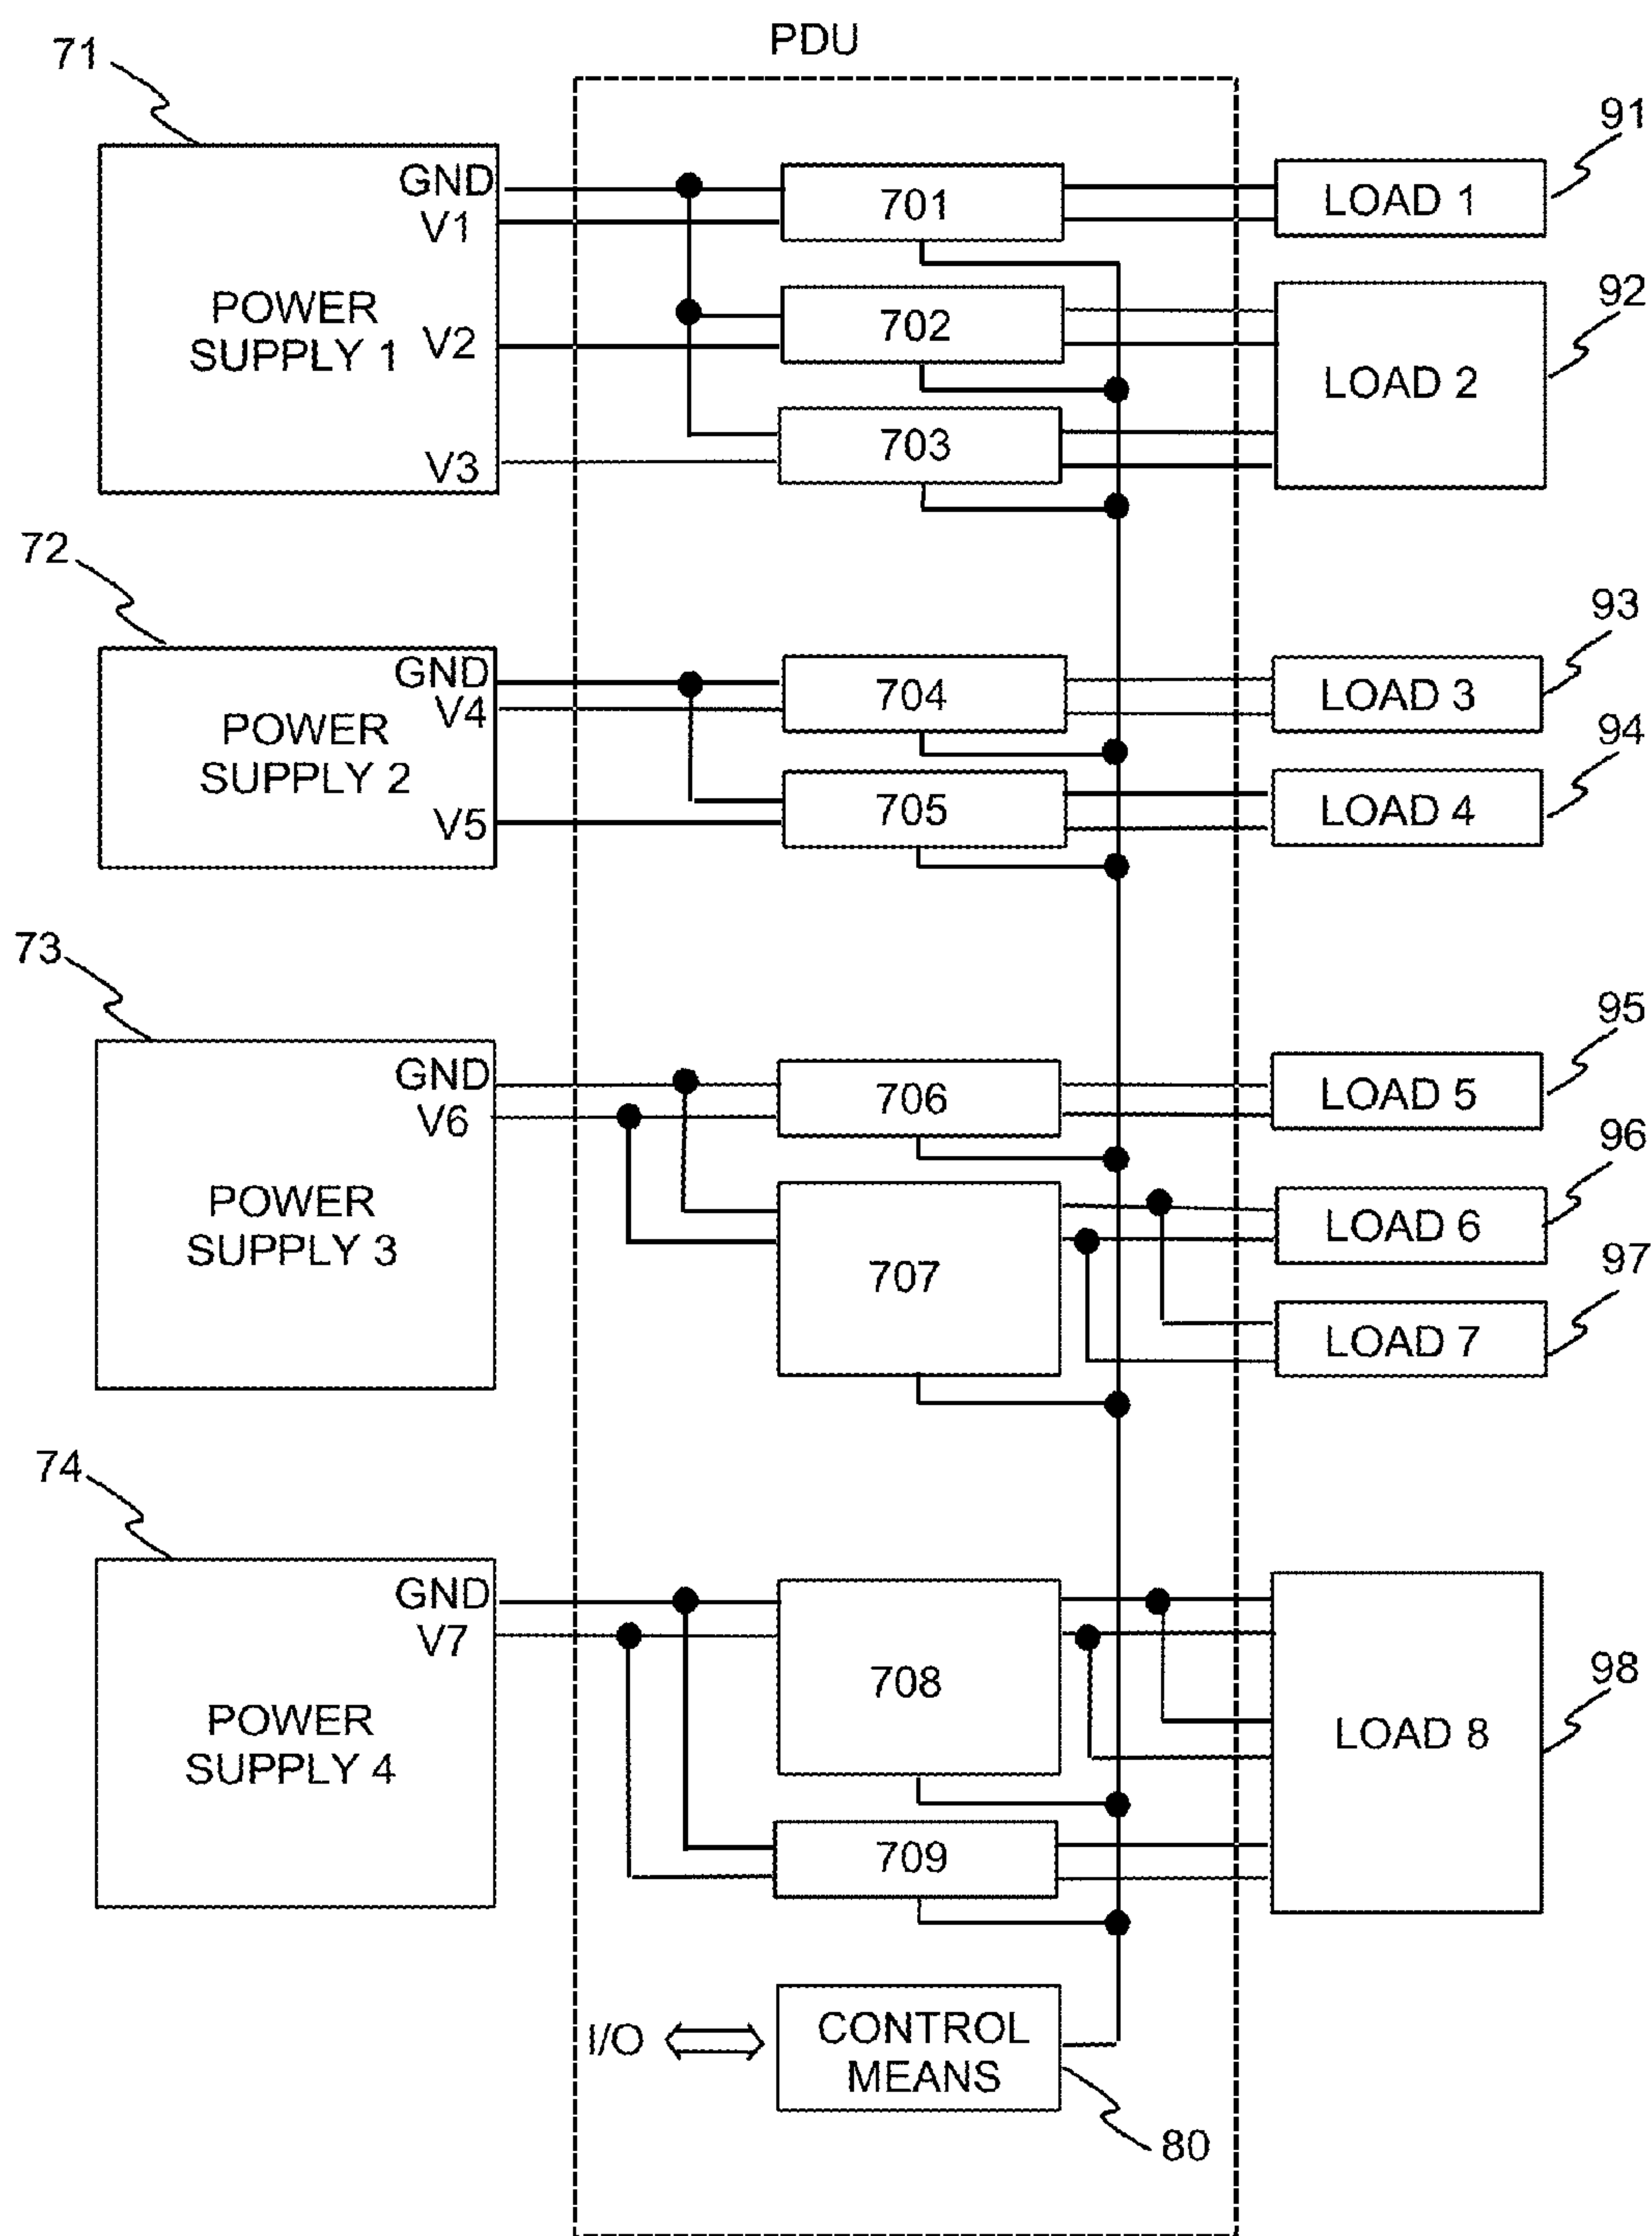 PDU
71
GND
V1
701
LOAD 1
91
POWER
SUPPLY 1
V2
702
LOAD 2
92
V3
703
72
GND
V4
704
LOAD 3
93
POWER
SUPPLY 2
V5
705
LOAD 4
94
73
GND
V6
706
LOAD 5
95
POWER
SUPPLY 3
707
LOAD 6
96
LOAD 7
97
74
GND
V7
708
POWER
SUPPLY 4
LOAD 8
98
709
I/O
CONTROL
MEANS
80